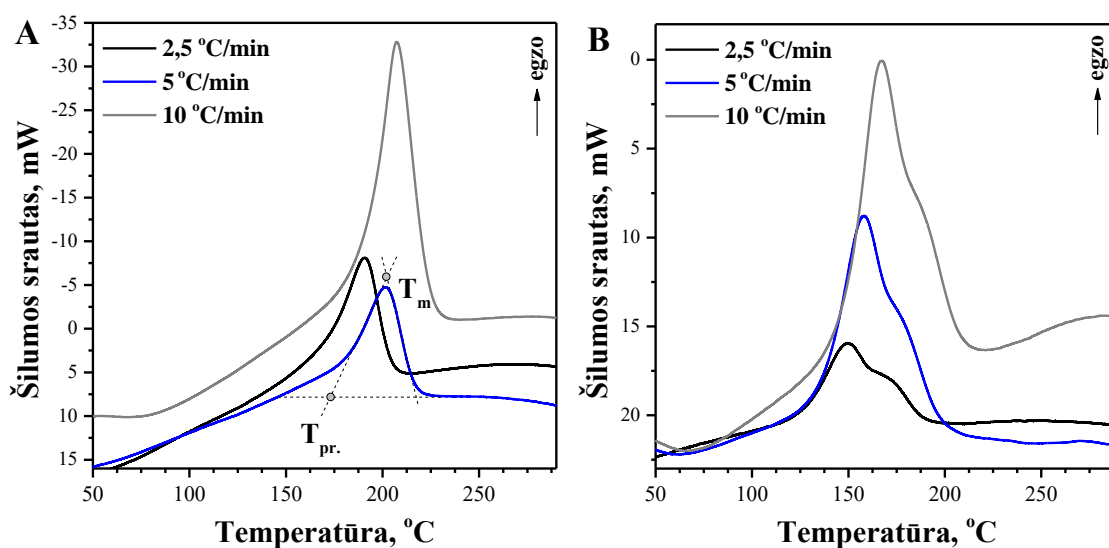 A
2,5 °C/min
5 °C/min
10 °C/min
egzo
-35
-30
-25
-20
-15
-10
-5
0
5
10
15
Tm
Tpr.
50
100
150
200
250
Šilumos srautas, mW
Temperatūra, °C
B
2,5 °C/min
5 °C/min
10 °C/min
egzo
0
5
10
15
20
50
100
150
200
250
Šilumos srautas, mW
Temperatūra, °C